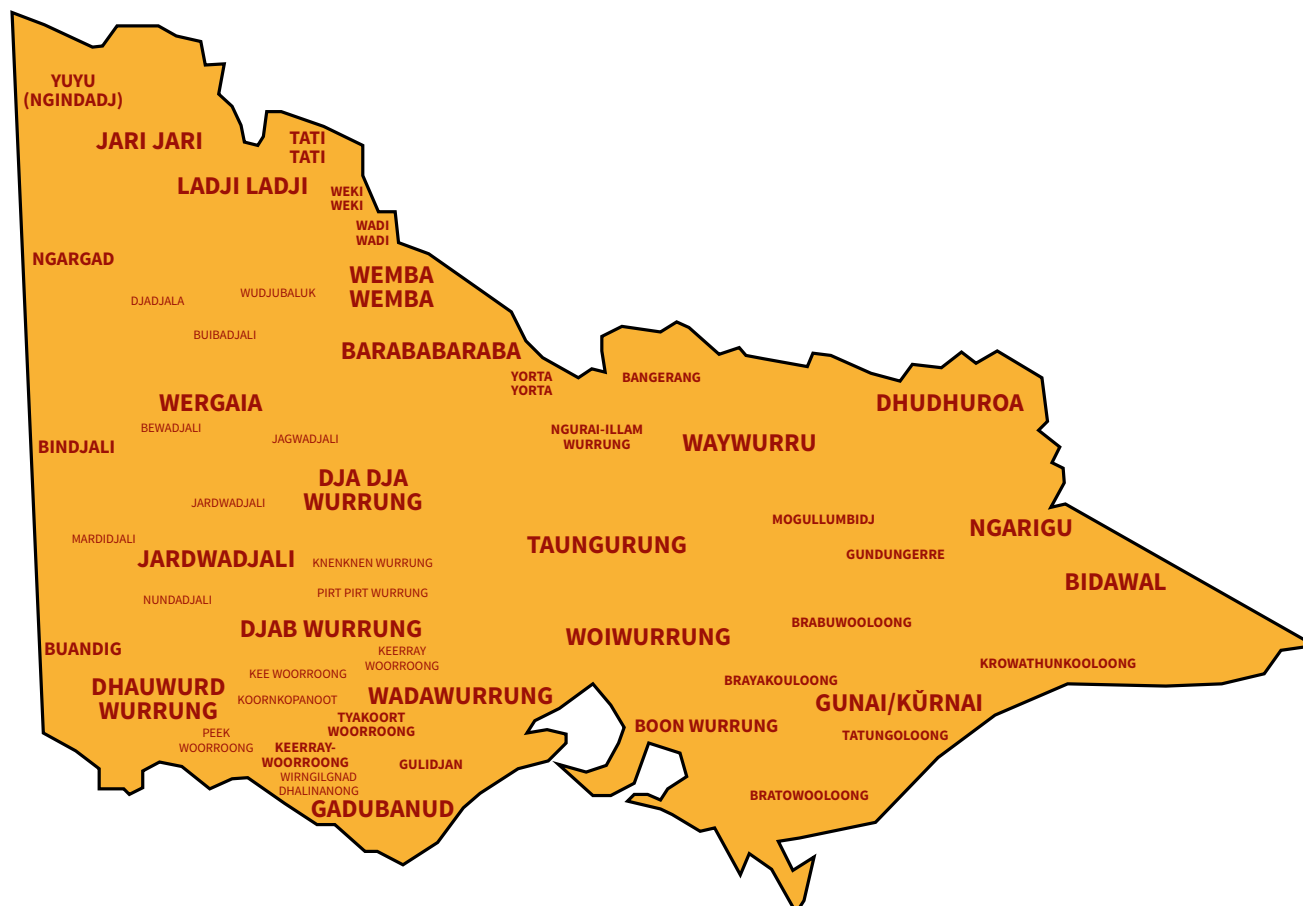 YUYU
(NGINDADJ)
JARI JARI
TATI
TATI
LADJI LADJI
WEKI
WEKI
WADI
WADI
NGARGAD
WEMBA
WEMBA
DJADJALA
WUDJUBALUK
BUIBADJALI
BARABABARABA
YORTA
YORTA
BANGERANG
WERGAIA
DHUDHUROA
BEWADJALI
JAGWADJALI
BINDJALI
NGURAI-ILLAM
WURRUNG
WAYWURRU
DJA DJA
WURRUNG
JARDWADJALI
MOGULLUMBIDJ
NGARIGU
MARDIDJALI
JARDWADJALI
KNENKNEN WURRUNG
TAUNGURUNG
GUNDUNGERRE
BIDAWAL
NUNDADJALI
PIRT PIRT WURRUNG
DJAB WURRUNG
WOIWURRUNG
BRABUWOOLOONG
BUANDIG
KEERRAY
WOORROONG
KROWATHUNKOOLOONG
KEE WOORROONG
DHAUWURD
WURRUNG
KOORNKOPANOOT
WADAWURRUNG
BRAYAKOULOONG
GUNAI/KŬRNAI
TYAKOORT
WOORROONG
BOON WURRUNG
TATUNGOLOONG
PEEK
WOORROONG
KEERRAY-
WOORROONG
GULIDJAN
WIRNGILGNAD
DHALINANONG
GADUBANUD
BRATOWOOLOONG